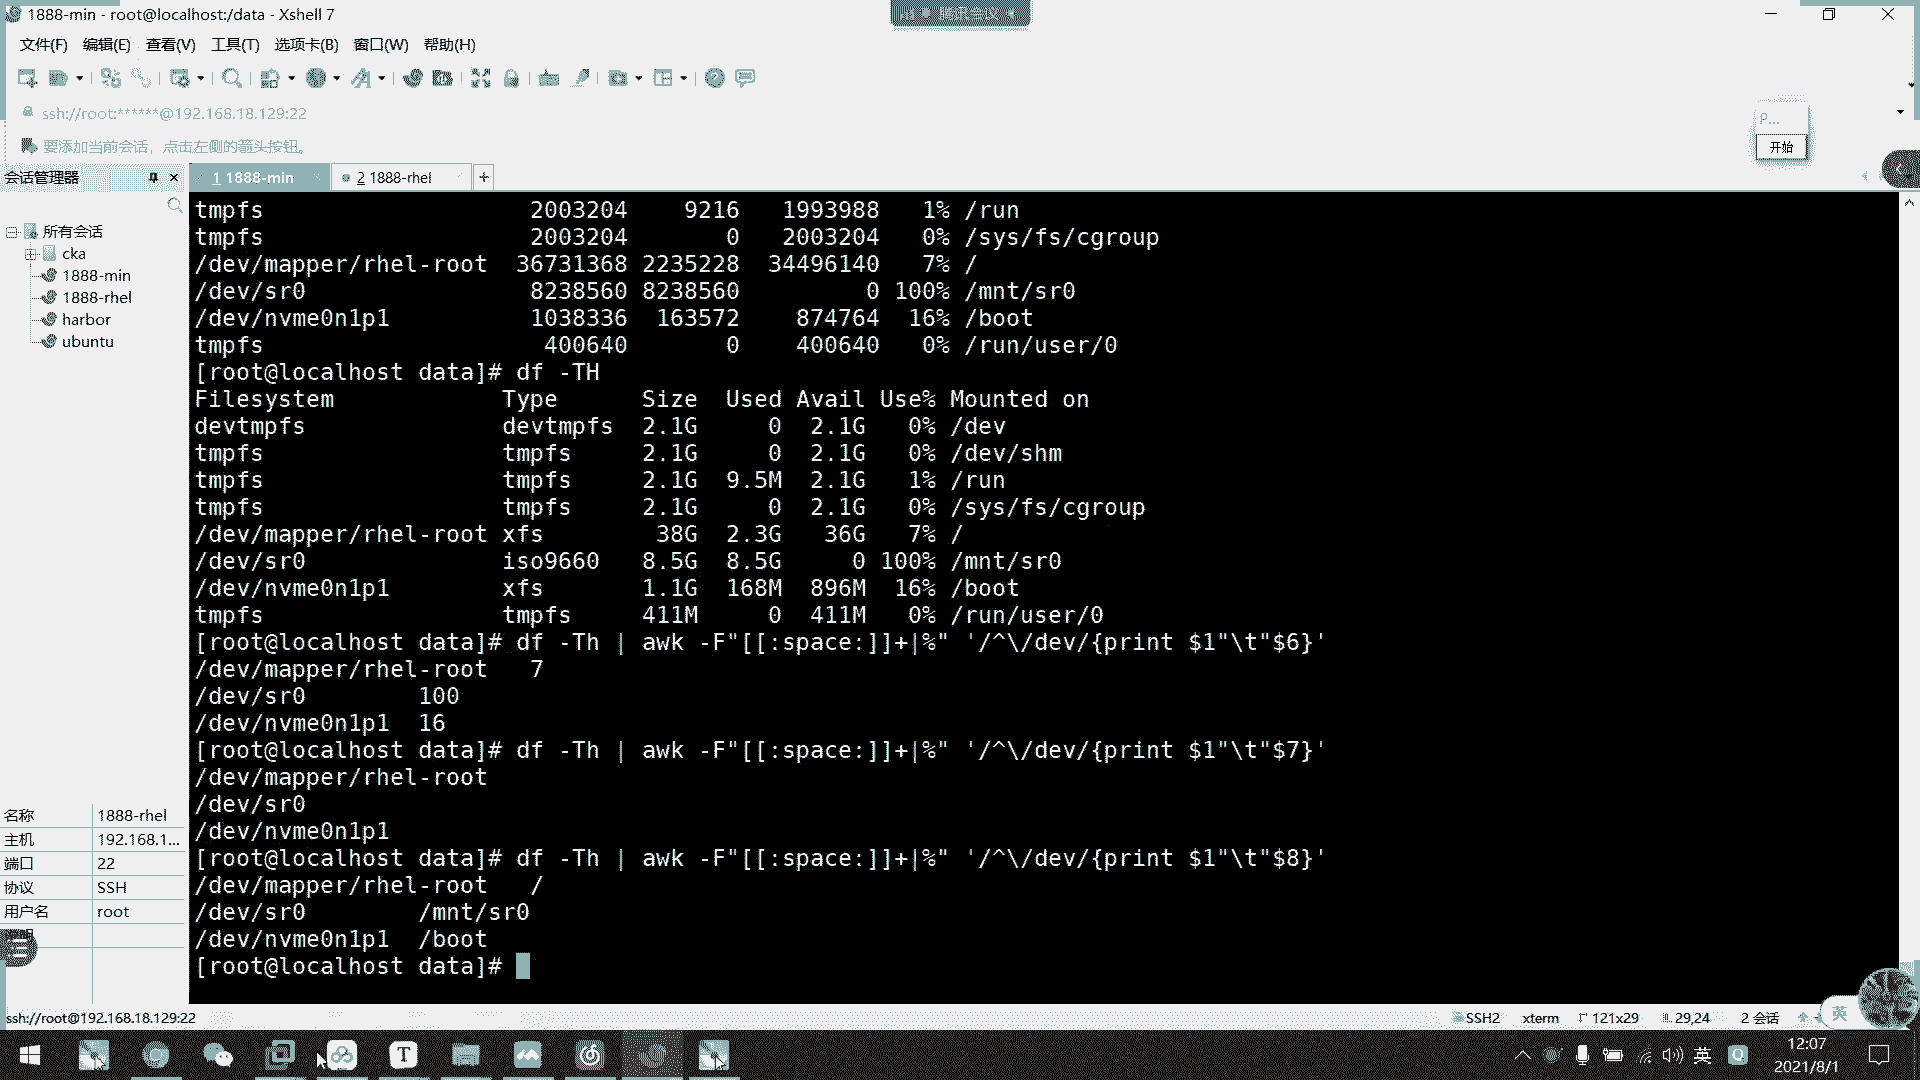 1888-min - root@localhost:/data - Xshell 7
腾讯会议
文件(F) 编辑(E) 查看(V) 工具(T) 选项卡(B) 窗口(W) 帮助(H)
ssh://root:******@192.168.18.129:22
要添加当前会话，点击左侧的箭头按钮。
P...
开始
会话管理器
1 1888-min
2 1888-rhel
+
所有会话
cka
1888-min
1888-rhel
harbor
ubuntu
名称 1888-rhel
主机 192.168.1...
端口 22
协议 SSH
用户名 root
tmpfs 2003204 9216 1993988 1% /run
tmpfs 2003204 0 2003204 0% /sys/fs/cgroup
/dev/mapper/rhel-root 36731368 2235228 34496140 7% /
/dev/sr0 8238560 8238560 0 100% /mnt/sr0
/dev/nvme0n1p1 1038336 163572 874764 16% /boot
tmpfs 400640 0 400640 0% /run/user/0
[root@localhost data]# df -TH
Filesystem Type Size Used Avail Use% Mounted on
devtmpfs devtmpfs 2.1G 0 2.1G 0% /dev
tmpfs tmpfs 2.1G 0 2.1G 0% /dev/shm
tmpfs tmpfs 2.1G 9.5M 2.1G 1% /run
tmpfs tmpfs 2.1G 0 2.1G 0% /sys/fs/cgroup
/dev/mapper/rhel-root xfs 38G 2.3G 36G 7% /
/dev/sr0 iso9660 8.5G 8.5G 0 100% /mnt/sr0
/dev/nvme0n1p1 xfs 1.1G 168M 896M 16% /boot
tmpfs tmpfs 411M 0 411M 0% /run/user/0
[root@localhost data]# df -Th | awk -F"[[:space:]]+|%" '/^\/dev/{print $1"\t"$6}'
/dev/mapper/rhel-root 7
/dev/sr0 100
/dev/nvme0n1p1 16
[root@localhost data]# df -Th | awk -F"[[:space:]]+|%" '/^\/dev/{print $1"\t"$7}'
/dev/mapper/rhel-root
/dev/sr0
/dev/nvme0n1p1
[root@localhost data]# df -Th | awk -F"[[:space:]]+|%" '/^\/dev/{print $1"\t"$8}'
/dev/mapper/rhel-root /
/dev/sr0 /mnt/sr0
/dev/nvme0n1p1 /boot
[root@localhost data]#
ssh://root@192.168.18.129:22
SSH2 xterm 121x29 29,24 2 会话
英
英
12:07
2021/8/1